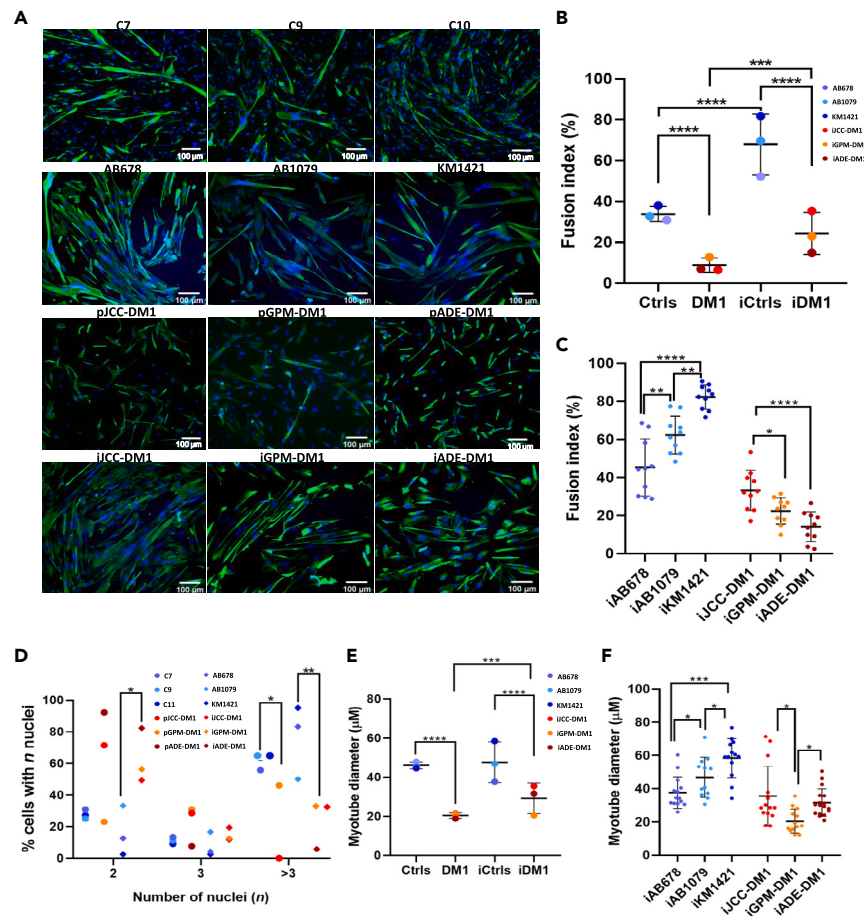 A
C7
C9
C10
100 µm
100 µm
100 µm
AB678
AB1079
KM1421
100 µm
100 µm
100 µm
pJCC-DM1
pGPM-DM1
pADE-DM1
100 µm
100 µm
100 µm
iJCC-DM1
iGPM-DM1
iADE-DM1
100 µm
100 µm
100 µm
B
Fusion index (%)
100
80
60
40
20
0
****
****
***
****
Ctrls
DM1
iCtrls
iDM1
AB678
AB1079
KM1421
iJCC-DM1
iGPM-DM
iADE-DM1
C
Fusion index (%)
100
80
60
40
20
0
****
**
**
****
*
iAB678
iAB1079
iKM1421
iJCC-DM1
iGPM-DM1
iADE-DM1
D
% cells with n nuclei
100
80
60
40
20
0
C7
C9
C11
pJCC-DM1
pGPM-DM1
pADE-DM1
AB678
AB1079
KM1421
iJCC-DM1
iGPM-DM1
iADE-DM1
*
*
**
2
3
>3
Number of nuclei (n)
E
Myotube diameter (µM)
80
60
40
20
0
****
***
****
Ctrls
DM1
iCtrls
iDM1
AB678
AB1079
KM1421
iJCC-DM1
iGPM-DM1
iADE-DM1
F
Myotube diameter (µM)
100
80
60
40
20
0
***
*
*
*
*
iAB678
iAB1079
iKM1421
iJCC-DM1
iGPM-DM1
iADE-DM1